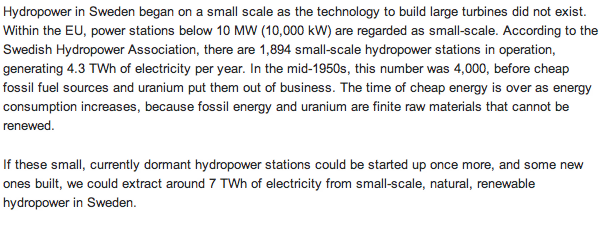 Hydropower in Sweden began on a small scale as the technology to build large turbines did not exist.
Within the EU, power stations below 10 MW (10,000 kW) are regarded as small-scale. According to the
Swedish Hydropower Association, there are 1,894 small-scale hydropower stations in operation,
generating 4.3 TWh of electricity per year. In the mid-1950s, this number was 4,000, before cheap
fossil fuel sources and uranium put them out of business. The time of cheap energy is over as energy
consumption increases, because fossil energy and uranium are finite raw materials that cannot be
renewed.

If these small, currently dormant hydropower stations could be started up once more, and some new
ones built, we could extract around 7 TWh of electricity from small-scale, natural, renewable
hydropower in Sweden.